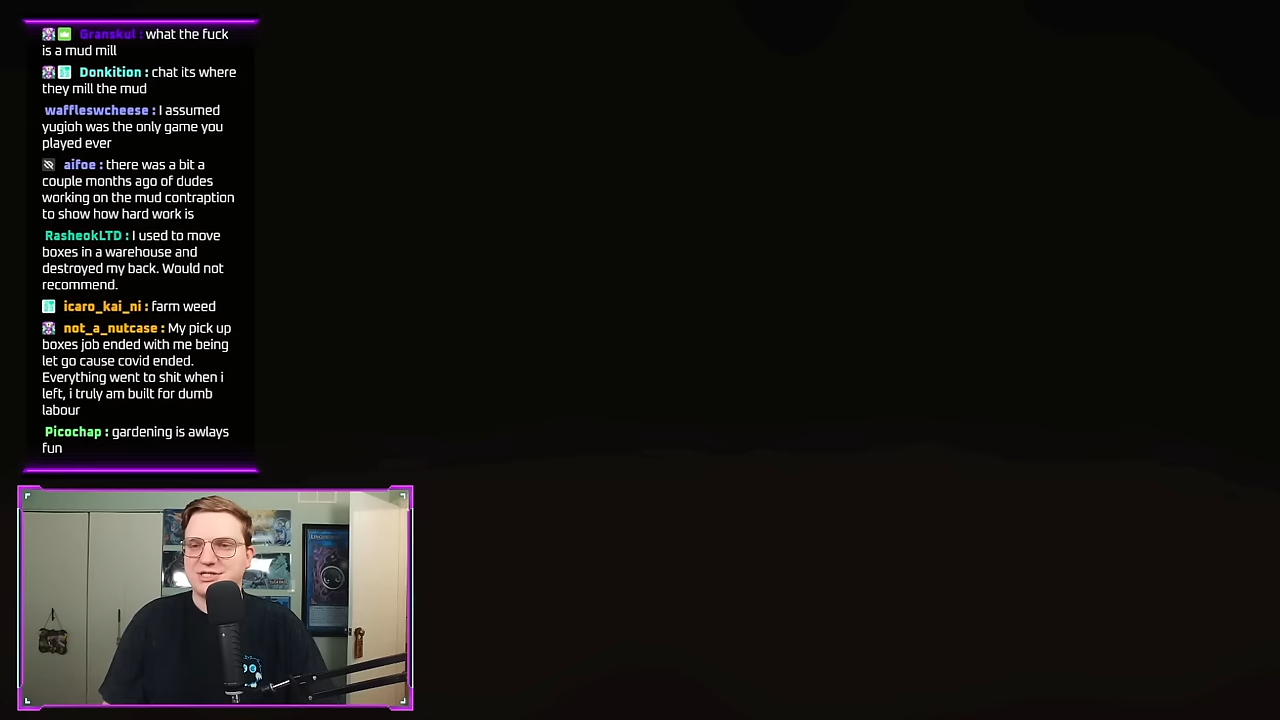 Granskul : what the fuck
is a mud mill
Donkition : chat its where
they mill the mud
waffleswcheese : I assumed
yugioh was the only game you
played ever
aifoe : there was a bit a
couple months ago of dudes
working on the mud contraption
to show how hard work is
RasheokLTD : I used to move
boxes in a warehouse and
destroyed my back. Would not
recommend.
icaro_kai_ni : farm weed
not_a_nutcase : My pick up
boxes job ended with me being
let go cause covid ended.
Everything went to shit when i
left, i truly am built for dumb
labour
Picochap : gardening is awlays
fun